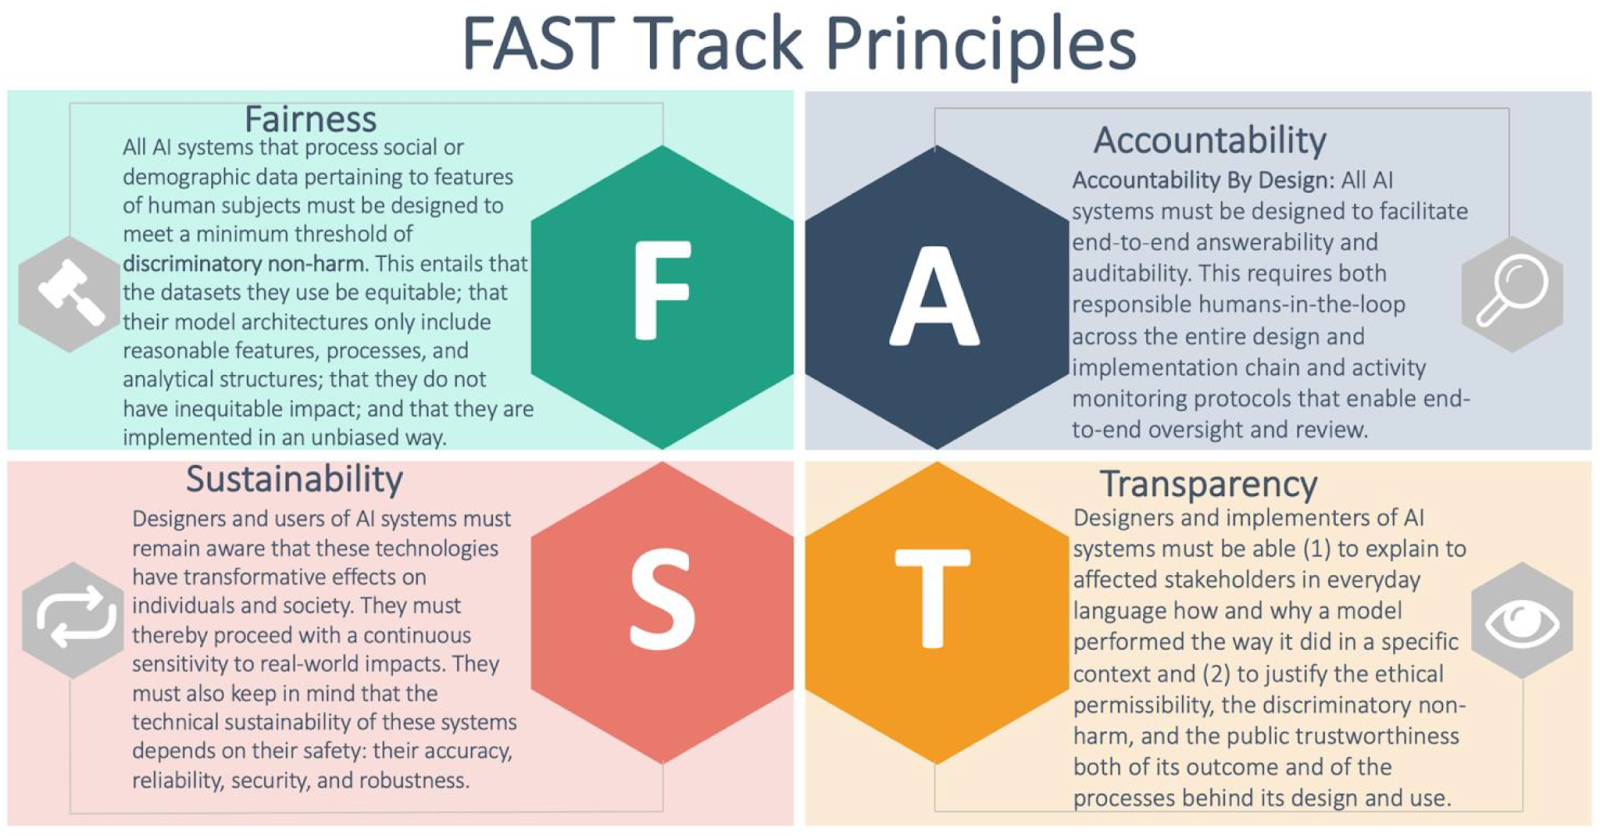 FAST Track Principles
Fairness
All AI systems that process social or
demographic data pertaining to features
of human subjects must be designed to
meet a minimum threshold of
discriminatory non-harm. This entails that
the datasets they use be equitable; that
their model architectures only include
reasonable features, processes, and
analytical structures; that they do not
have inequitable impact; and that they are
implemented in an unbiased way.
F
A
Accountability
Accountability By Design: All AI
systems must be designed to facilitate
end-to-end answerability and
auditability. This requires both
responsible humans-in-the-loop
across the entire design and
implementation chain and activity
monitoring protocols that enable end-
to-end oversight and review.
Sustainability
Designers and users of AI systems must
remain aware that these technologies
have transformative effects on
individuals and society. They must
thereby proceed with a continuous
sensitivity to real-world impacts. They
must also keep in mind that the
technical sustainability of these systems
depends on their safety: their accuracy,
reliability, security, and robustness.
S
T
Transparency
Designers and implementers of AI
systems must be able (1) to explain to
affected stakeholders in everyday
language how and why a model
performed the way it did in a specific
context and (2) to justify the ethical
permissibility, the discriminatory non-
harm, and the public trustworthiness
both of its outcome and of the
processes behind its design and use.